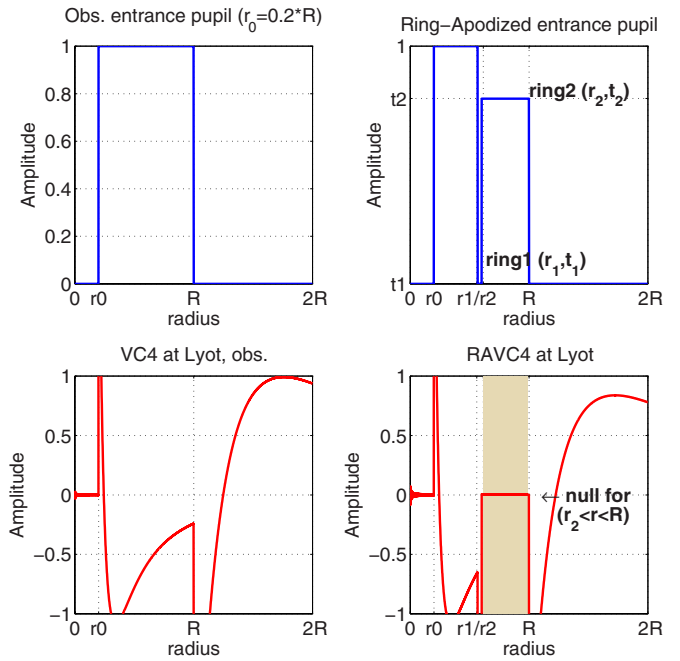 Obs. entrance pupil (r0=0.2*R)
1
0.8
0.6
0.4
0.2
0
Amplitude
0 r0 R 2R
radius
Ring−Apodized entrance pupil
1
t2
t1
Amplitude
ring2 (r2,t2)
ring1 (r1,t1)
0 r0 r1/r2 R 2R
radius
VC4 at Lyot, obs.
1
0.5
0
−0.5
−1
Amplitude
0 r0 R 2R
radius
RAVC4 at Lyot
1
0.5
0
−0.5
−1
Amplitude
← null for
(r2<r<R)
0 r0 r1/r2 R 2R
radius